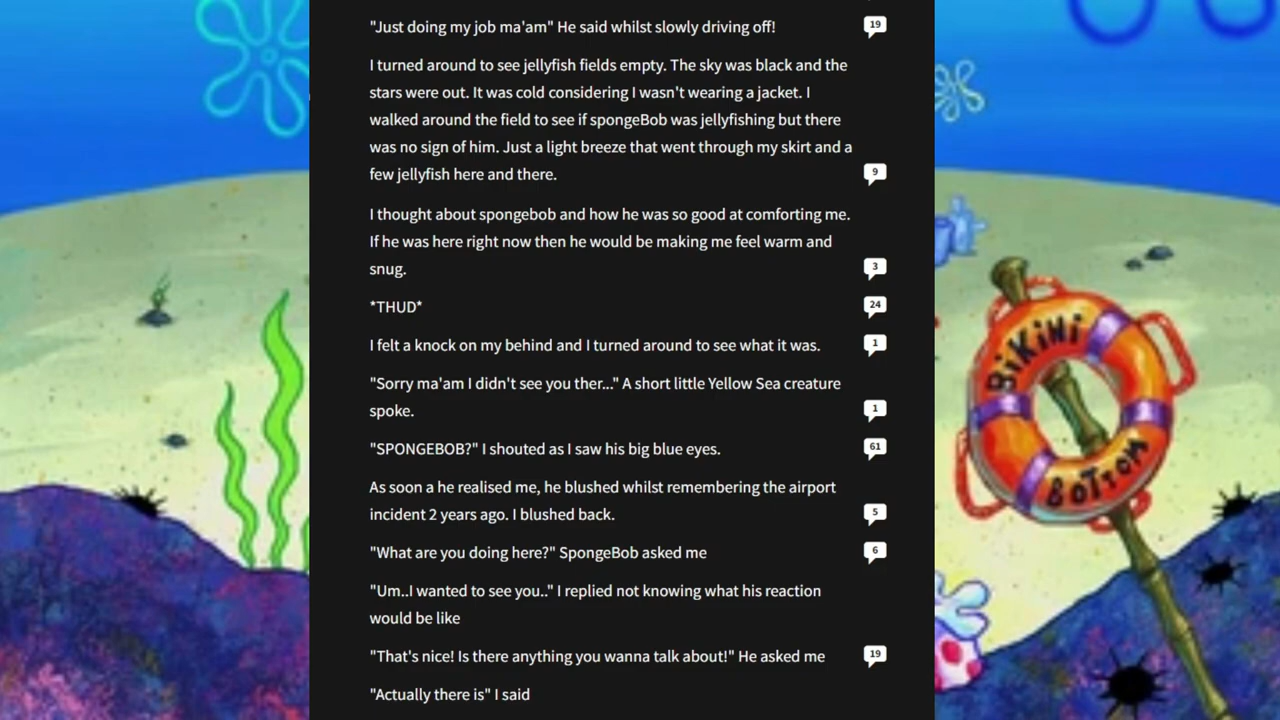 "Just doing my job ma'am" He said whilst slowly driving off!
19
I turned around to see jellyfish fields empty. The sky was black and the
stars were out. It was cold considering I wasn't wearing a jacket. I
walked around the field to see if spongeBob was jellyfishing but there
was no sign of him. Just a light breeze that went through my skirt and a
few jellyfish here and there.
9
I thought about spongebob and how he was so good at comforting me.
If he was here right now then he would be making me feel warm and
snug.
3
*THUD*
24
I felt a knock on my behind and I turned around to see what it was.
1
"Sorry ma'am I didn't see you ther..." A short little Yellow Sea creature
spoke.
1
"SPONGEBOB?" I shouted as I saw his big blue eyes.
61
As soon a he realised me, he blushed whilst remembering the airport
incident 2 years ago. I blushed back.
5
"What are you doing here?" SpongeBob asked me
6
"Um..I wanted to see you.." I replied not knowing what his reaction
would be like
"That's nice! Is there anything you wanna talk about!" He asked me
19
"Actually there is" I said
BIKINI
BOTTOM